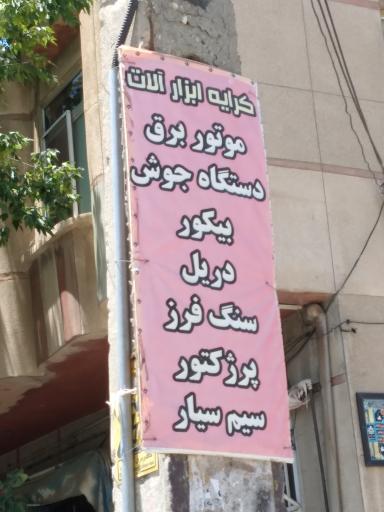 کرایه ابزار آلات
موتور برق
دستگاه جوش
بیکور
دریل
سنگ فرز
پرژکتور
سیم سیار